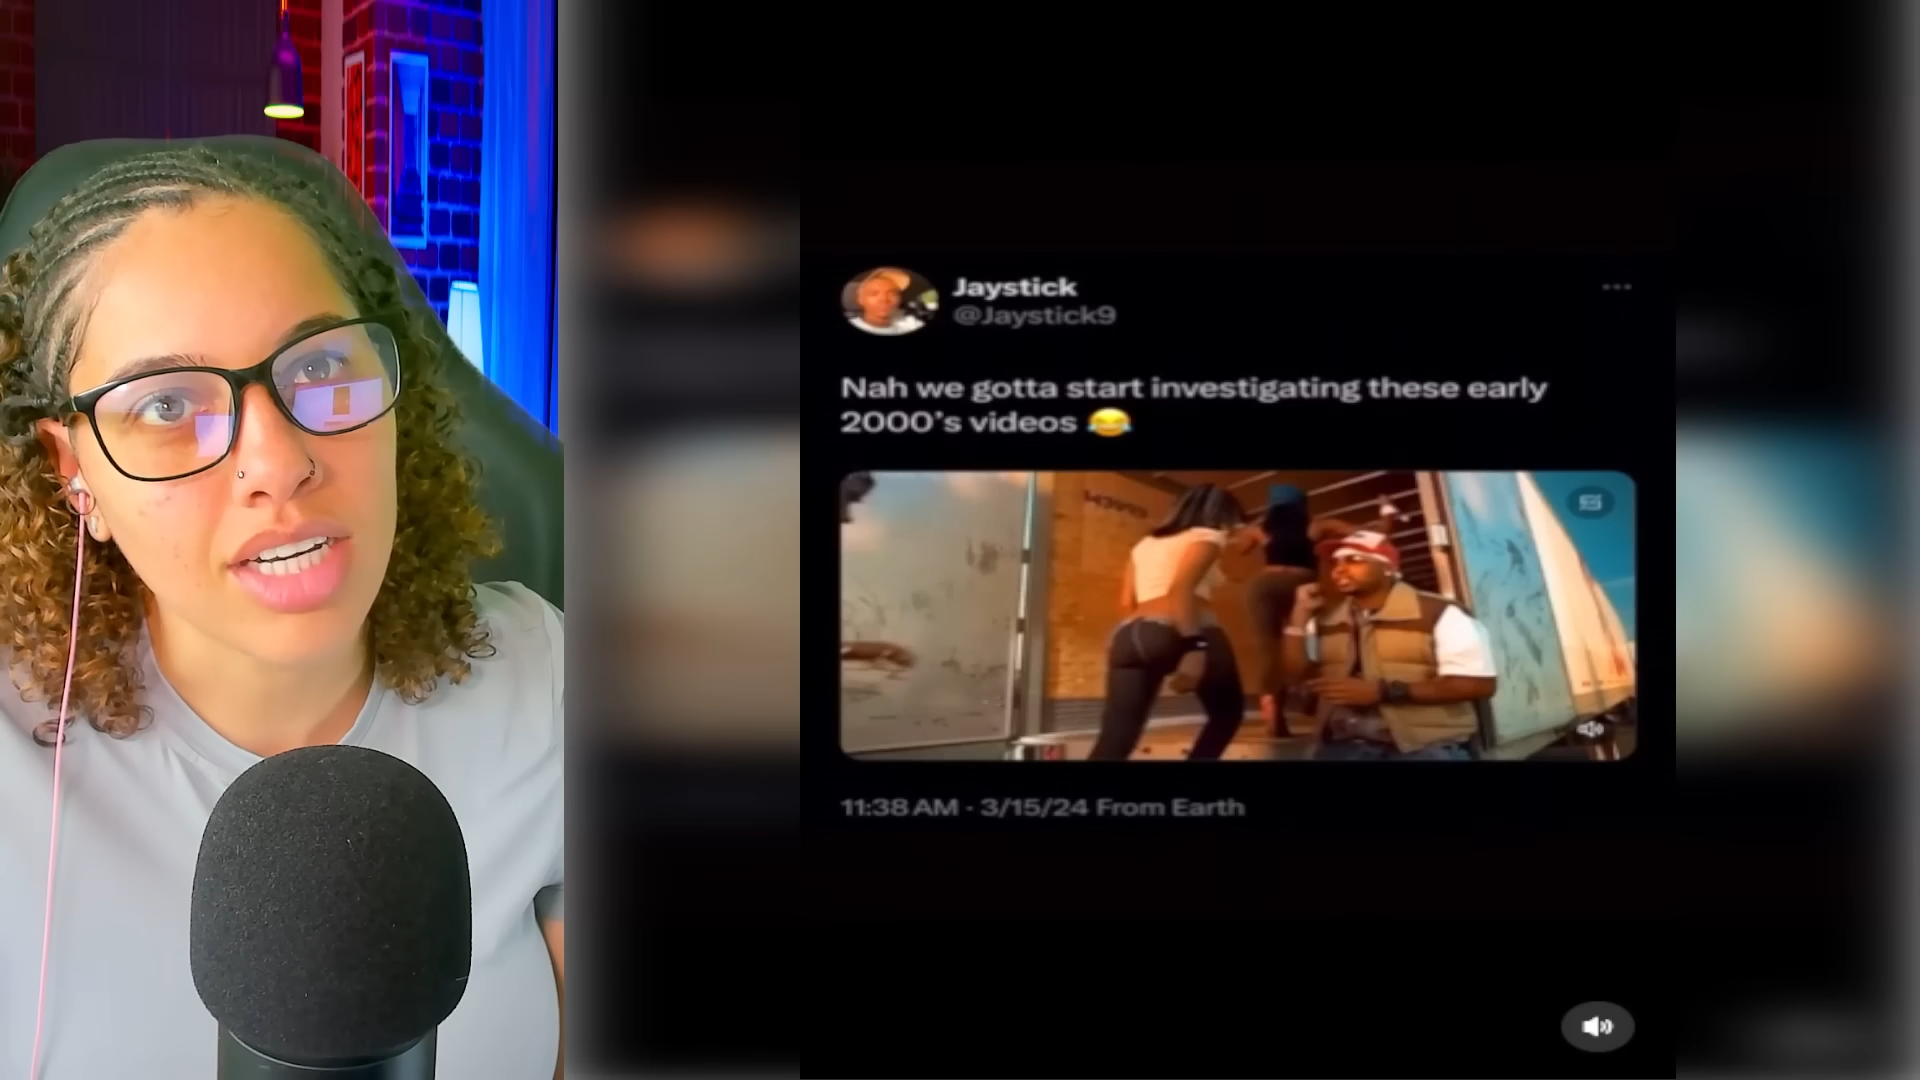 Jaystick
@Jaystick9
Nah we gotta start investigating these early
2000's videos 😂
11:38 AM · 3/15/24 From Earth